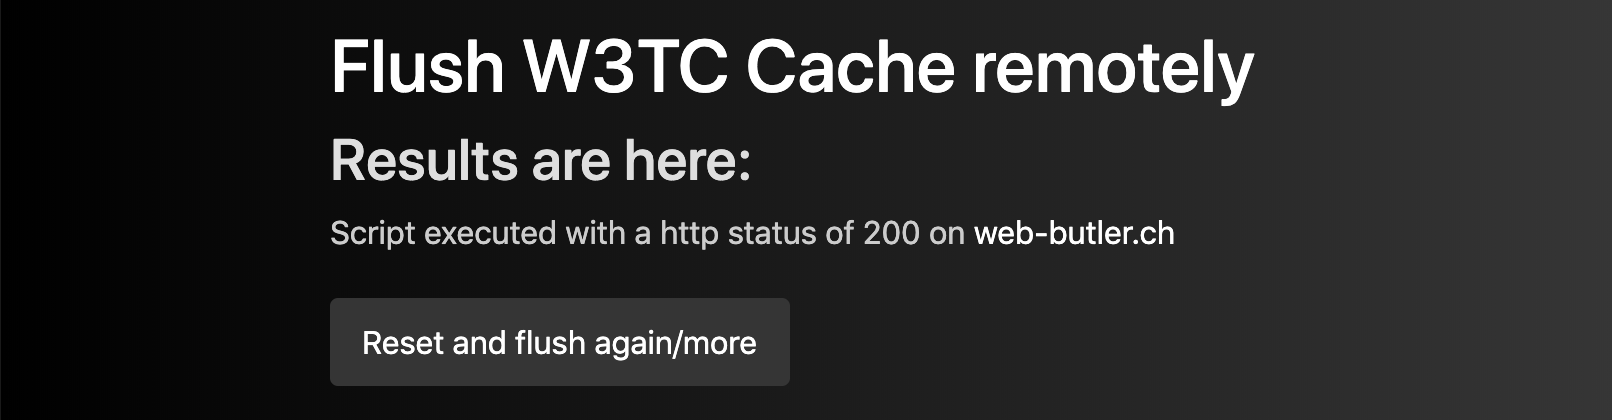 Flush W3TC Cache remotely
Results are here:
Script executed with a http status of 200 on web-butler.ch
Reset and flush again/more